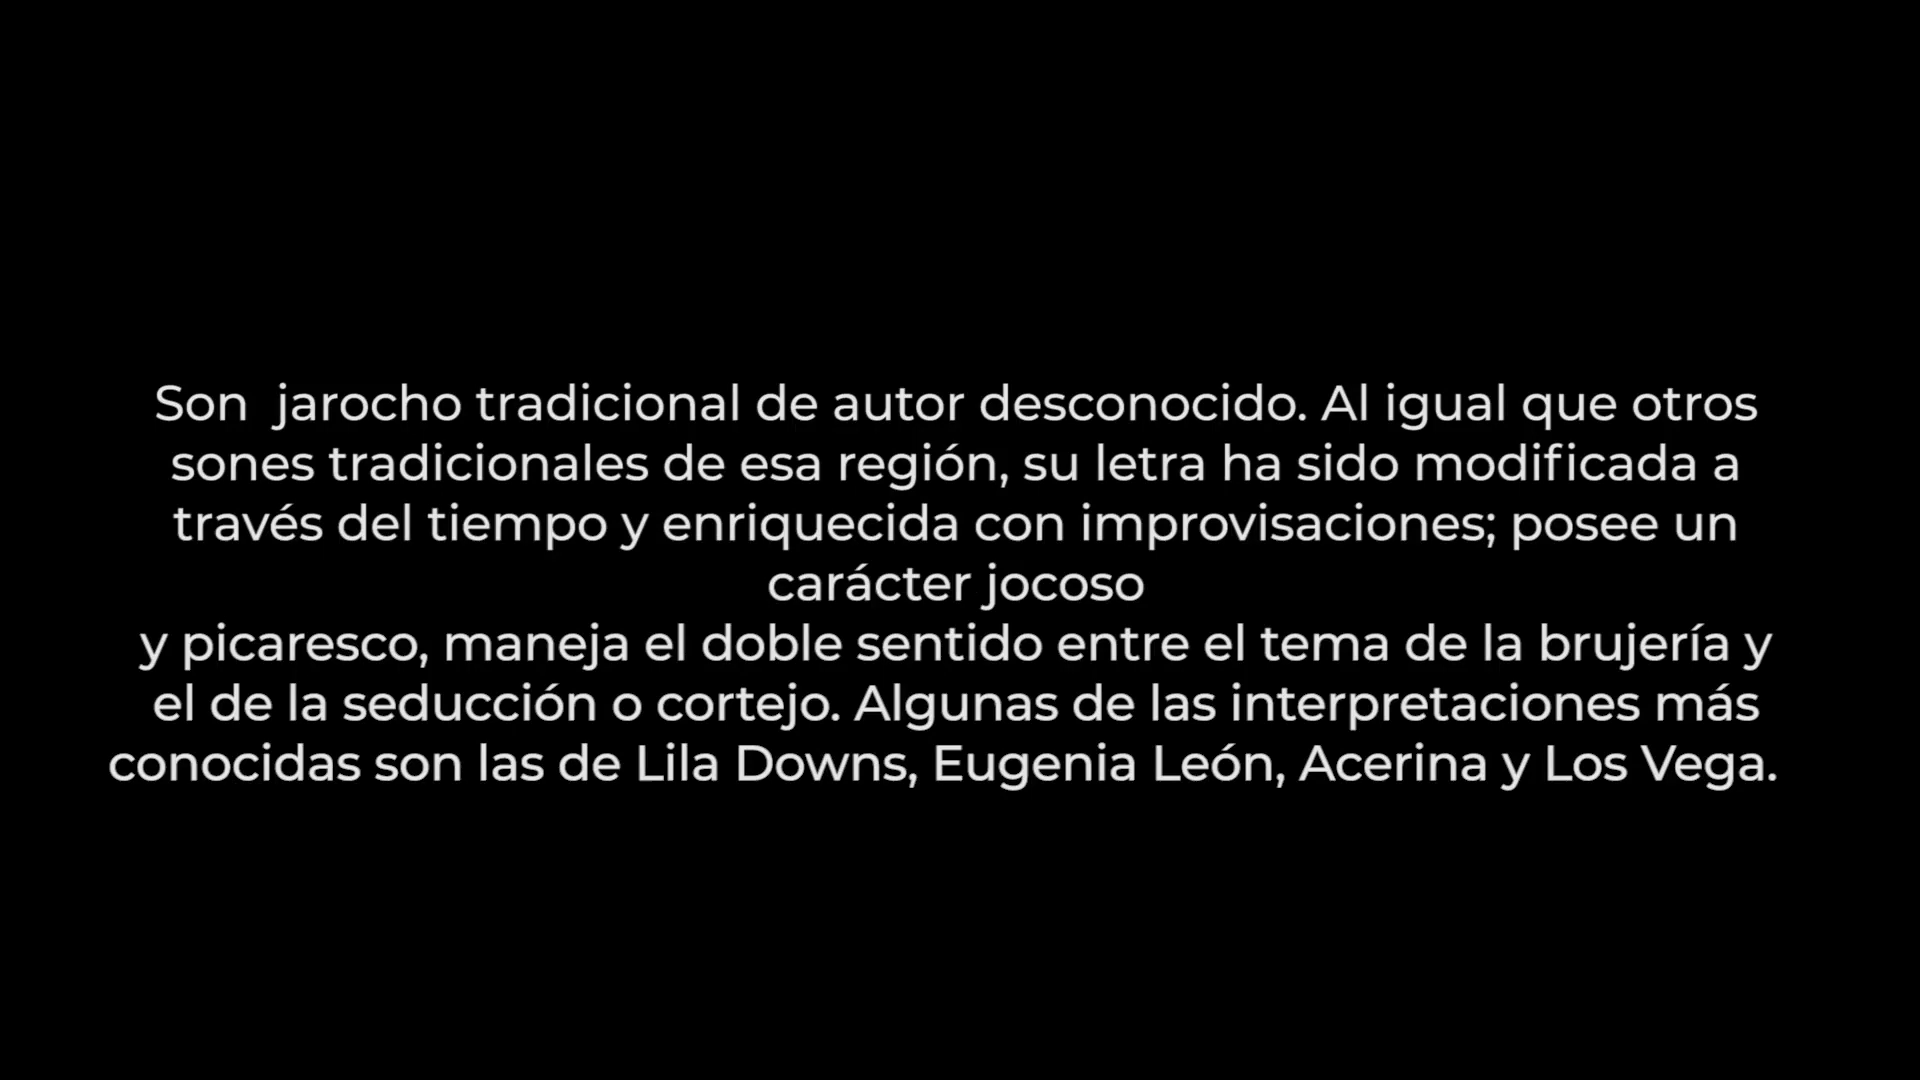 Son  jarocho tradicional de autor desconocido. Al igual que otros
sones tradicionales de esa región, su letra ha sido modificada a
través del tiempo y enriquecida con improvisaciones; posee un
carácter jocoso
y picaresco, maneja el doble sentido entre el tema de la brujería y
el de la seducción o cortejo. Algunas de las interpretaciones más
conocidas son las de Lila Downs, Eugenia León, Acerina y Los Vega.